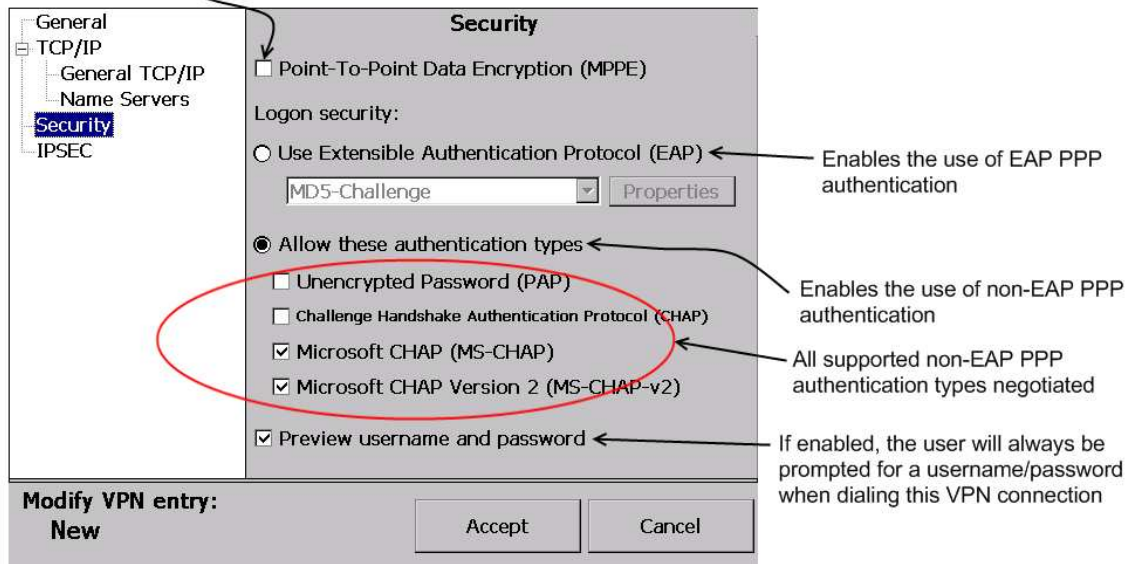 General
TCP/IP
General TCP/IP
Name Servers
Security
IPSEC
Security
Point-To-Point Data Encryption (MPPE)
Logon security:
Use Extensible Authentication Protocol (EAP)
MD5-Challenge
Properties
Allow these authentication types
Unencrypted Password (PAP)
Challenge Handshake Authentication Protocol (CHAP)
Microsoft CHAP (MS-CHAP)
Microsoft CHAP Version 2 (MS-CHAP-v2)
Preview username and password
Enables the use of EAP PPP
authentication
Enables the use of non-EAP PPP
authentication
All supported non-EAP PPP
authentication types negotiated
If enabled, the user will always be
prompted for a username/password
when dialing this VPN connection
Modify VPN entry:
New
Accept
Cancel